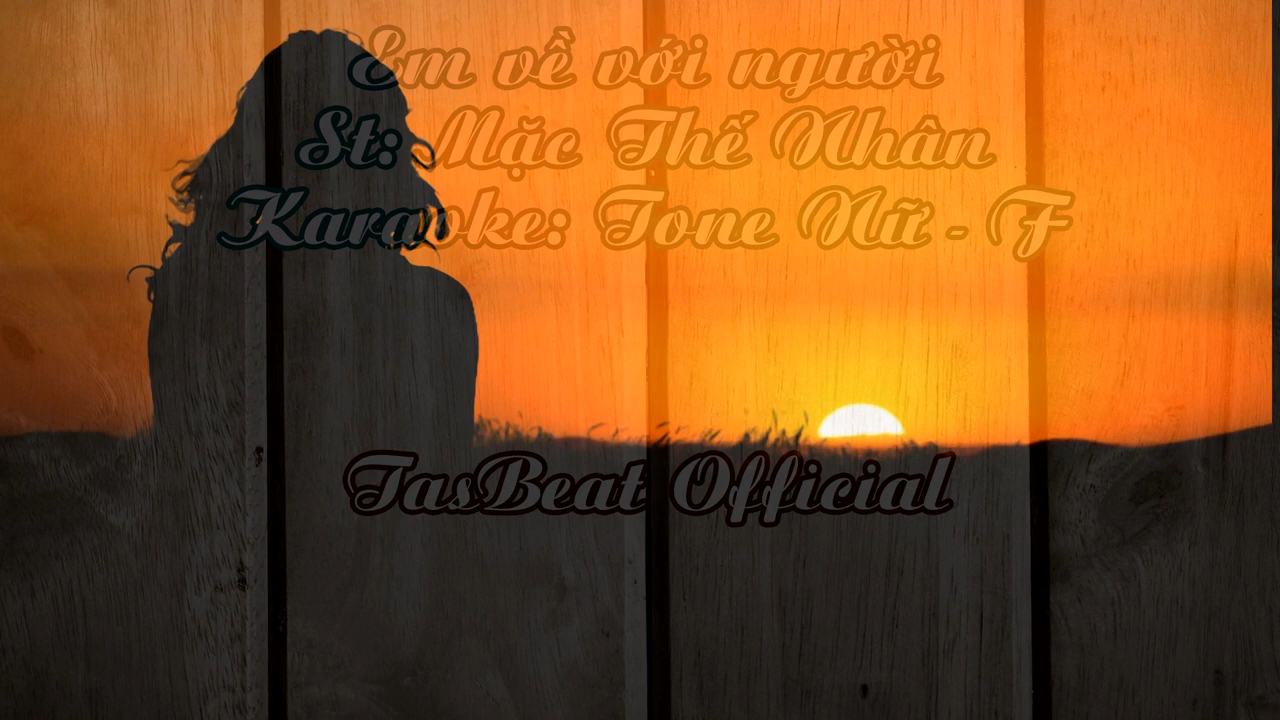 Em về với người
St: Mặc Thế Nhân
Karaoke: Tone Nữ - F
TasBeat Official